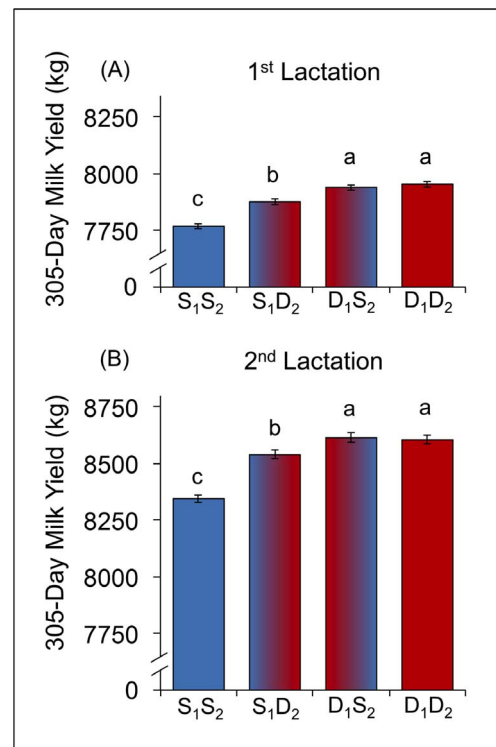 (A) 1st Lactation
305-Day Milk Yield (kg)
8250
8000
7750
0
c
b
a
a
S₁S₂ S₁D₂ D₁S₂ D₁D₂
(B) 2nd Lactation
305-Day Milk Yield (kg)
8750
8500
8250
8000
7750
0
c
b
a
a
S₁S₂ S₁D₂ D₁S₂ D₁D₂